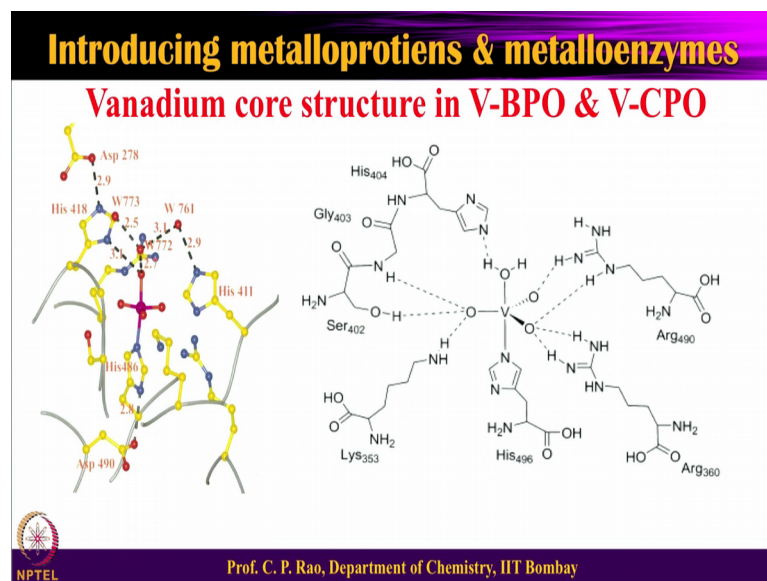 Introducing metalloprotiens & metalloenzymes
Vanadium core structure in V-BPO & V-CPO
Asp 278
2.9
His 418
W773
2.5
W 761
3.1
W772
2.9
3.1
2.7
His 411
His486
2.8
Asp 490
HO
O
His404
HN
N
N
Gly403
O
O
N
H
H2N
O
H
Ser402
H
O
H
O
V
O
O
H
NH
HN
H
N
H
HN
OH
H2N
O
Arg490
H
NH
H
N
HN
NH2
HO
O
Arg360
HO
O
NH2
Lys353
N
N
H2N
OH
O
His496
NPTEL
Prof. C. P. Rao, Department of Chemistry, IIT Bombay